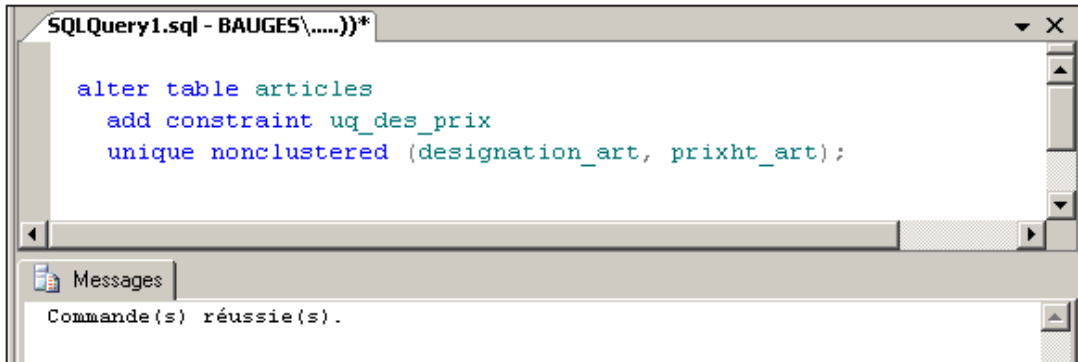 SQLQuery1.sql - BAUGES\.....))*
alter table articles
add constraint uq_des_prix
unique nonclustered (designation_art, prixht_art);
Messages
Commande(s) réussie(s).